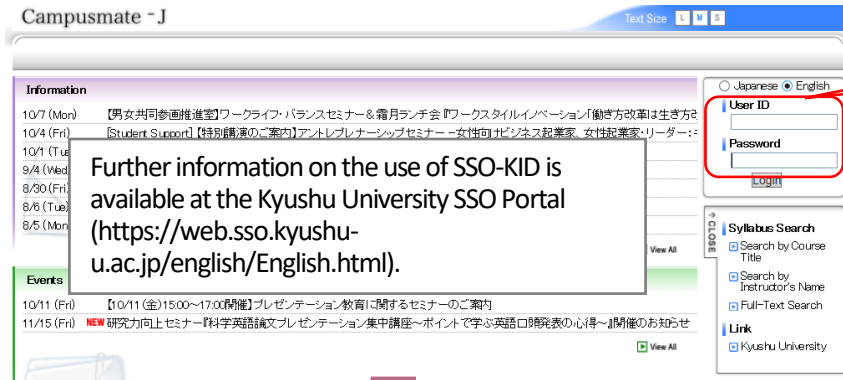 Campusmate-J
Text Size L M S
Information
10/7 (Mon) 【男女共同参画推進室】ワークライフ・バランスセミナー＆霜月ランチ会『ワークスタイルイノベーション「働き方改革は生き方
10/4 (Fri) [Student Support]【特別講演のご案内】アントレプレナーシップセミナー -女性向けビジネス起業家、女性起業家・リーダー:
10/1 (Tue
9/4 (Wed
8/30 (Fri)
8/6 (Tue)
8/5 (Mon
Further information on the use of SSO-KID is
available at the Kyushu University SSO Portal
(https://web.sso.kyushu-
u.ac.jp/english/English.html).
View All
Events
10/11 (Fri) 【10/11 (金)15:00～17:00開催】プレゼンテーション教育に関するセミナーのご案内
11/15 (Fri) NEW 研究力向上セミナー『科学英語論文プレゼンテーション集中講座～ポイントで学ぶ英語口頭発表の心得～』開催のお知らせ
View All
Japanese English
User ID
Password
Login
CLOSE
Syllabus Search
Search by Course
Title
Search by
Instructor's Name
Full-Text Search
Link
Kyushu University